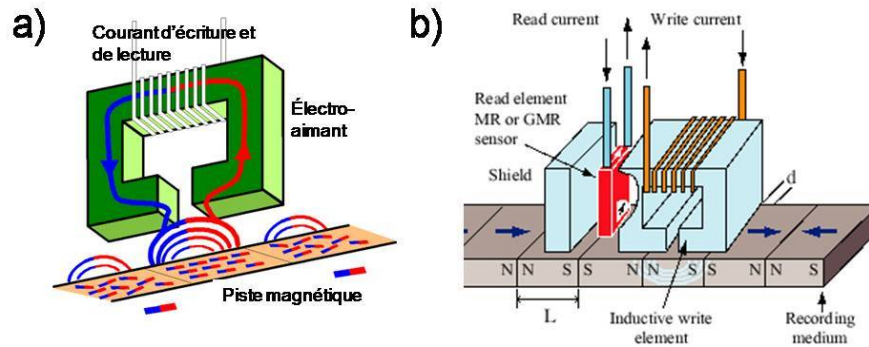 a)
Courant d'écriture et
de lecture
Électro-
aimant
Piste magnétique
b)
Read current
Write current
Read element
MR or GMR
sensor
Shield
d
N N S S N N S S N N S
L
Inductive write
element
Recording
medium